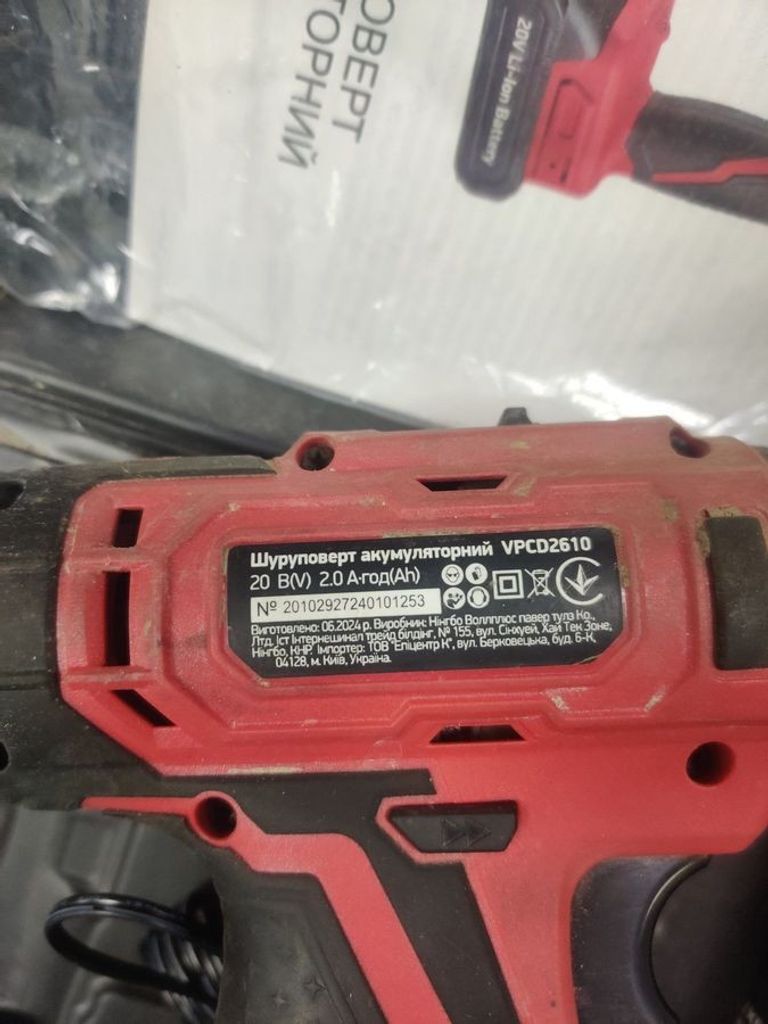 ОВЕРТ
ТОРНИЙ
20V Li-Ion Battery
Шуруповерт акумуляторний VPCD2610
20 В(V) 2.0 А·год(Ah)
№ 20102927240101253
Виготовлено: 06.2024 р. Виробник: Нінгбо Воллплюс павер тулз Ко.,
Лтд. Іст Інтернешинал трейд білдінг, № 155, вул. Сінхуей, Хай Тек Зоне,
Нінгбо, КНР. Імпортер: ТОВ "Епіцентр К", вул. Берковецька, буд. 6-К,
04128, м. Київ, Україна.